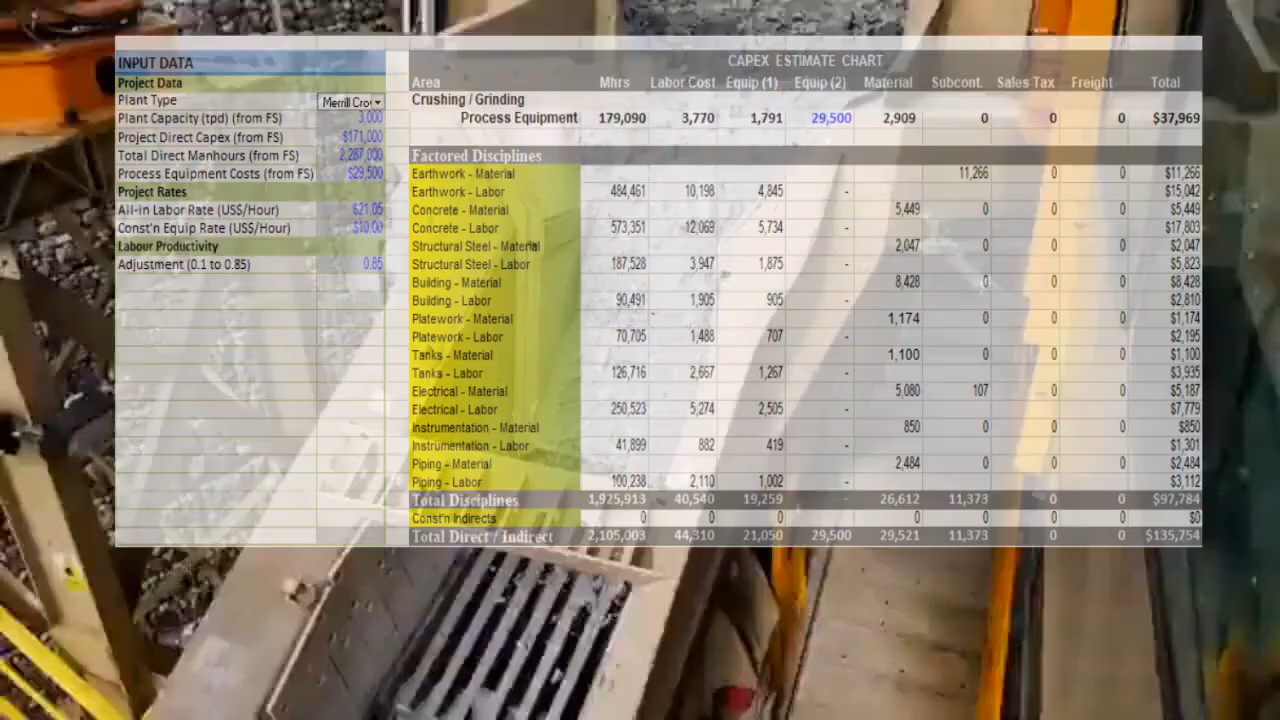 INPUT DATA
Project Data
Plant Type Merrill Cro
Plant Capacity (tpd) (from FS) 3,000
Project Direct Capex (from FS) $171,000
Total Direct Manhours (from FS) 2,287,000
Process Equipment Costs (from FS) $29,500
Project Rates
All-in Labor Rate (US$/Hour) $21.05
Const'n Equip Rate (US$/Hour) $10.00
Labour Productivity
Adjustment (0.1 to 0.85) 0.85
CAPEX ESTIMATE CHART
Area Mhrs Labor Cost Equip (1) Equip (2) Material Subcont. Sales Tax Freight Total
Crushing / Grinding
Process Equipment 179,090 3,770 1,791 29,500 2,909 0 0 0 $37,969
Factored Disciplines
Earthwork - Material 11,266 0 0 $11,266
Earthwork - Labor 484,461 10,198 4,845 - $15,042
Concrete - Material 5,449 0 0 0 $5,449
Concrete - Labor 573,351 12,069 5,734 - $17,803
Structural Steel - Material 2,047 0 0 0 $2,047
Structural Steel - Labor 187,528 3,947 1,875 - $5,823
Building - Material 8,428 0 0 0 $8,428
Building - Labor 90,491 1,905 905 - $2,810
Platework - Material 1,174 0 0 0 $1,174
Platework - Labor 70,705 1,488 707 - $2,195
Tanks - Material 1,100 0 0 0 $1,100
Tanks - Labor 126,716 2,667 1,267 - $3,935
Electrical - Material 5,080 107 0 0 $5,187
Electrical - Labor 250,523 5,274 2,505 - $7,779
Instrumentation - Material 850 0 0 0 $850
Instrumentation - Labor 41,899 882 419 - $1,301
Piping - Material 2,484 0 0 0 $2,484
Piping - Labor 100,238 2,110 1,002 - $3,112
Total Disciplines 1,925,913 40,540 19,259 - 26,612 11,373 0 0 $97,784
Const'n Indirects 0 0 0 0 0 0 0 0 $0
Total Direct / Indirect 2,105,003 44,310 21,050 29,500 29,521 11,373 0 0 $135,754